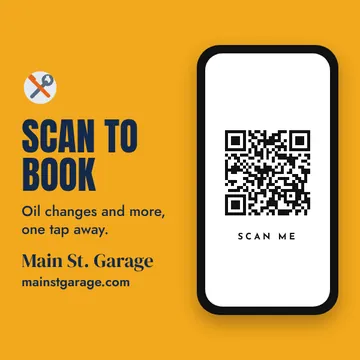 SCAN TO
BOOK
Oil changes and more,
one tap away.
Main St. Garage
mainstgarage.com
SCAN ME